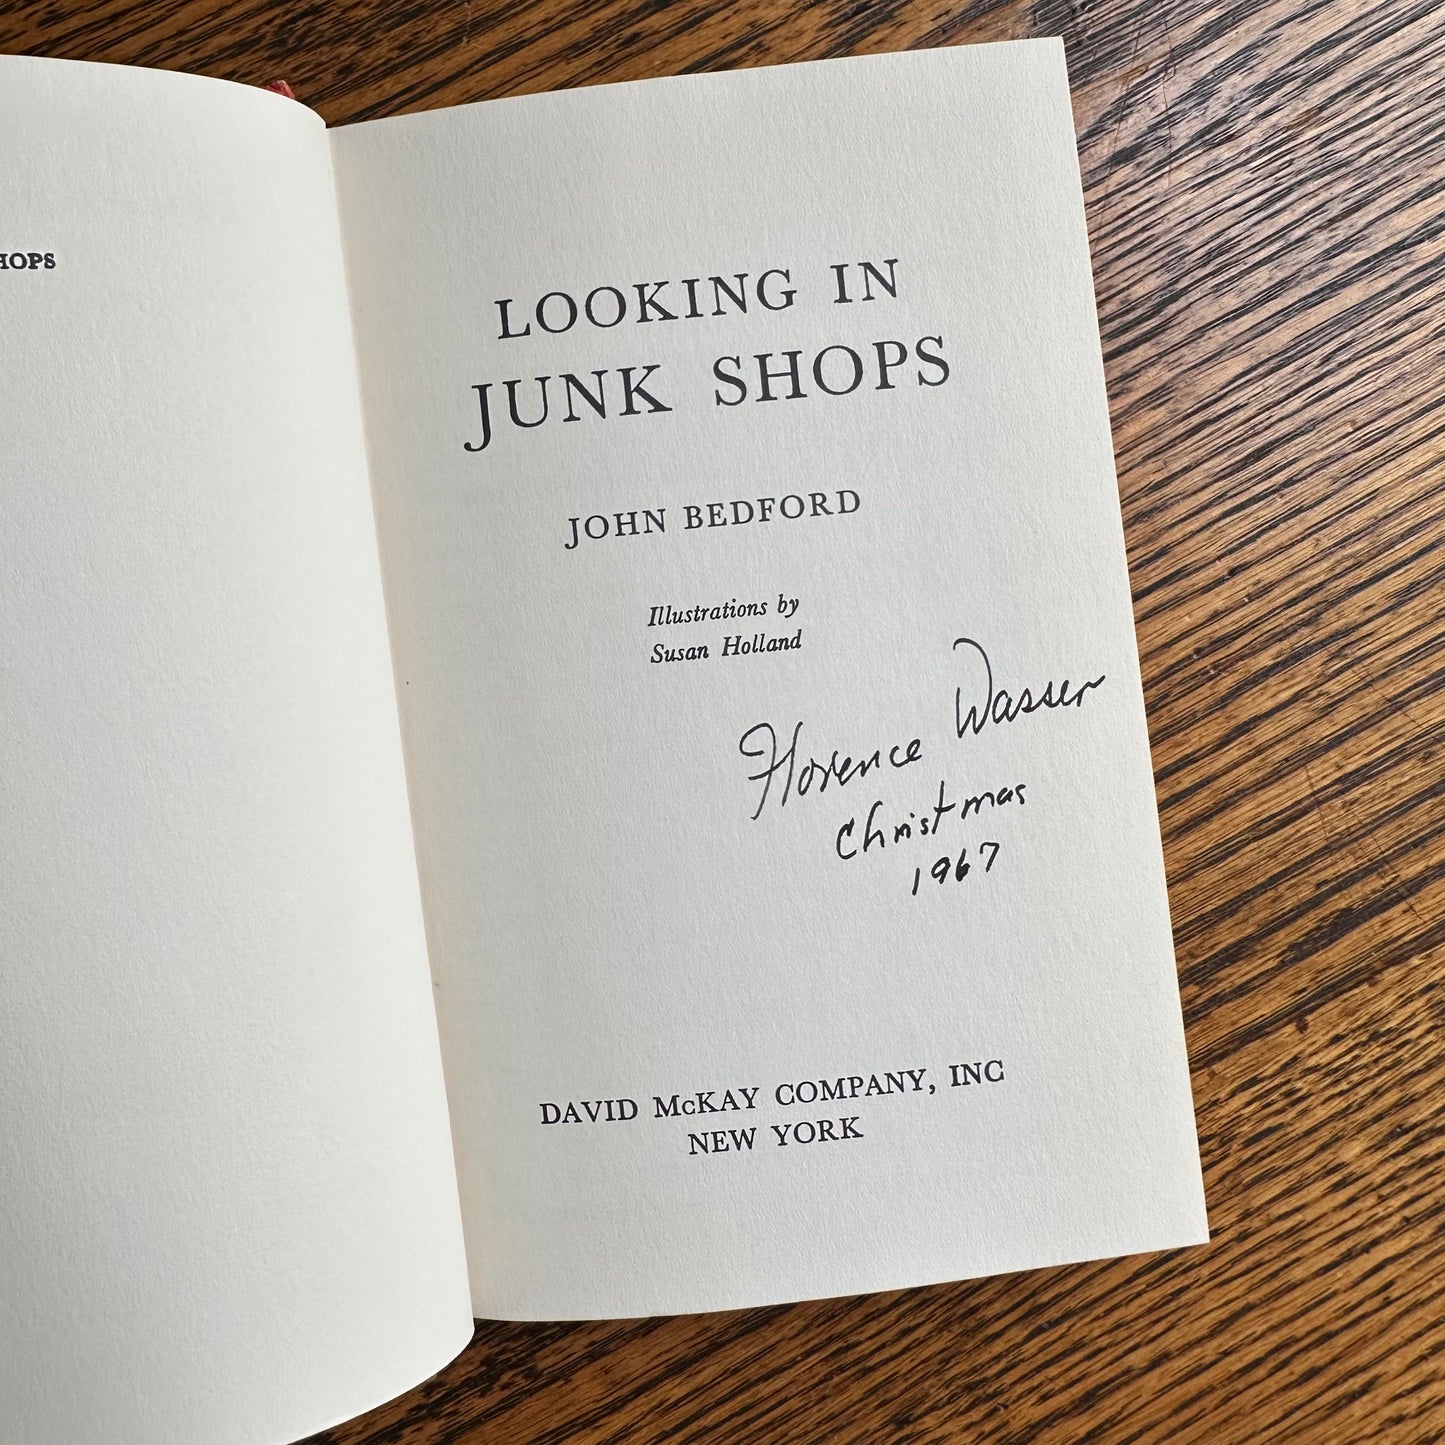 HOPS
LOOKING IN
JUNK SHOPS
JOHN BEDFORD
Illustrations by
Susan Holland
Florence Wasser
Christmas
1967
DAVID McKAY COMPANY, INC
NEW YORK